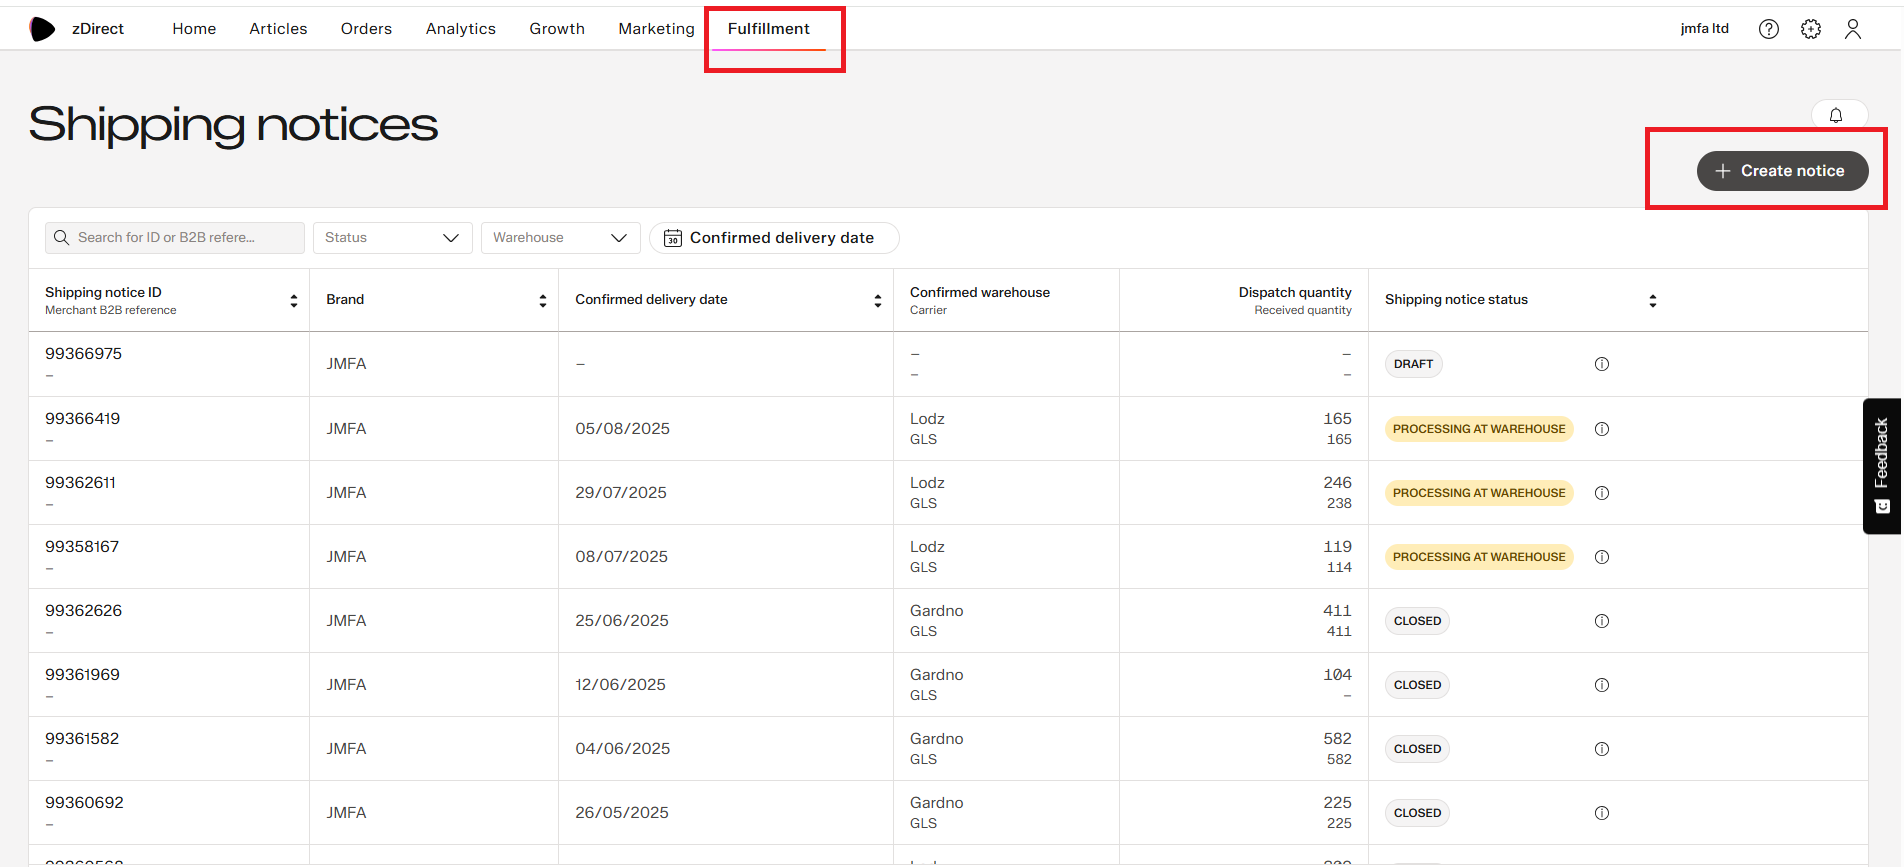 zDirect Home Articles Orders Analytics Growth Marketing Fulfillment jmfa ltd
Shipping notices
+ Create notice
Search for ID or B2B refere... Status Warehouse 30 Confirmed delivery date
Shipping notice ID Brand Confirmed delivery date Confirmed warehouse Dispatch quantity Shipping notice status
Merchant B2B reference Carrier Received quantity
99366975 JMFA – – – DRAFT
– – –
99366419 JMFA 05/08/2025 Lodz 165 PROCESSING AT WAREHOUSE
– GLS 165
99362611 JMFA 29/07/2025 Lodz 246 PROCESSING AT WAREHOUSE
– GLS 238
99358167 JMFA 08/07/2025 Lodz 119 PROCESSING AT WAREHOUSE
– GLS 114
99362626 JMFA 25/06/2025 Gardno 411 CLOSED
– GLS 411
99361969 JMFA 12/06/2025 Gardno 104 CLOSED
– GLS –
99361582 JMFA 04/06/2025 Gardno 582 CLOSED
– GLS 582
99360692 JMFA 26/05/2025 Gardno 225 CLOSED
– GLS 225
Feedback